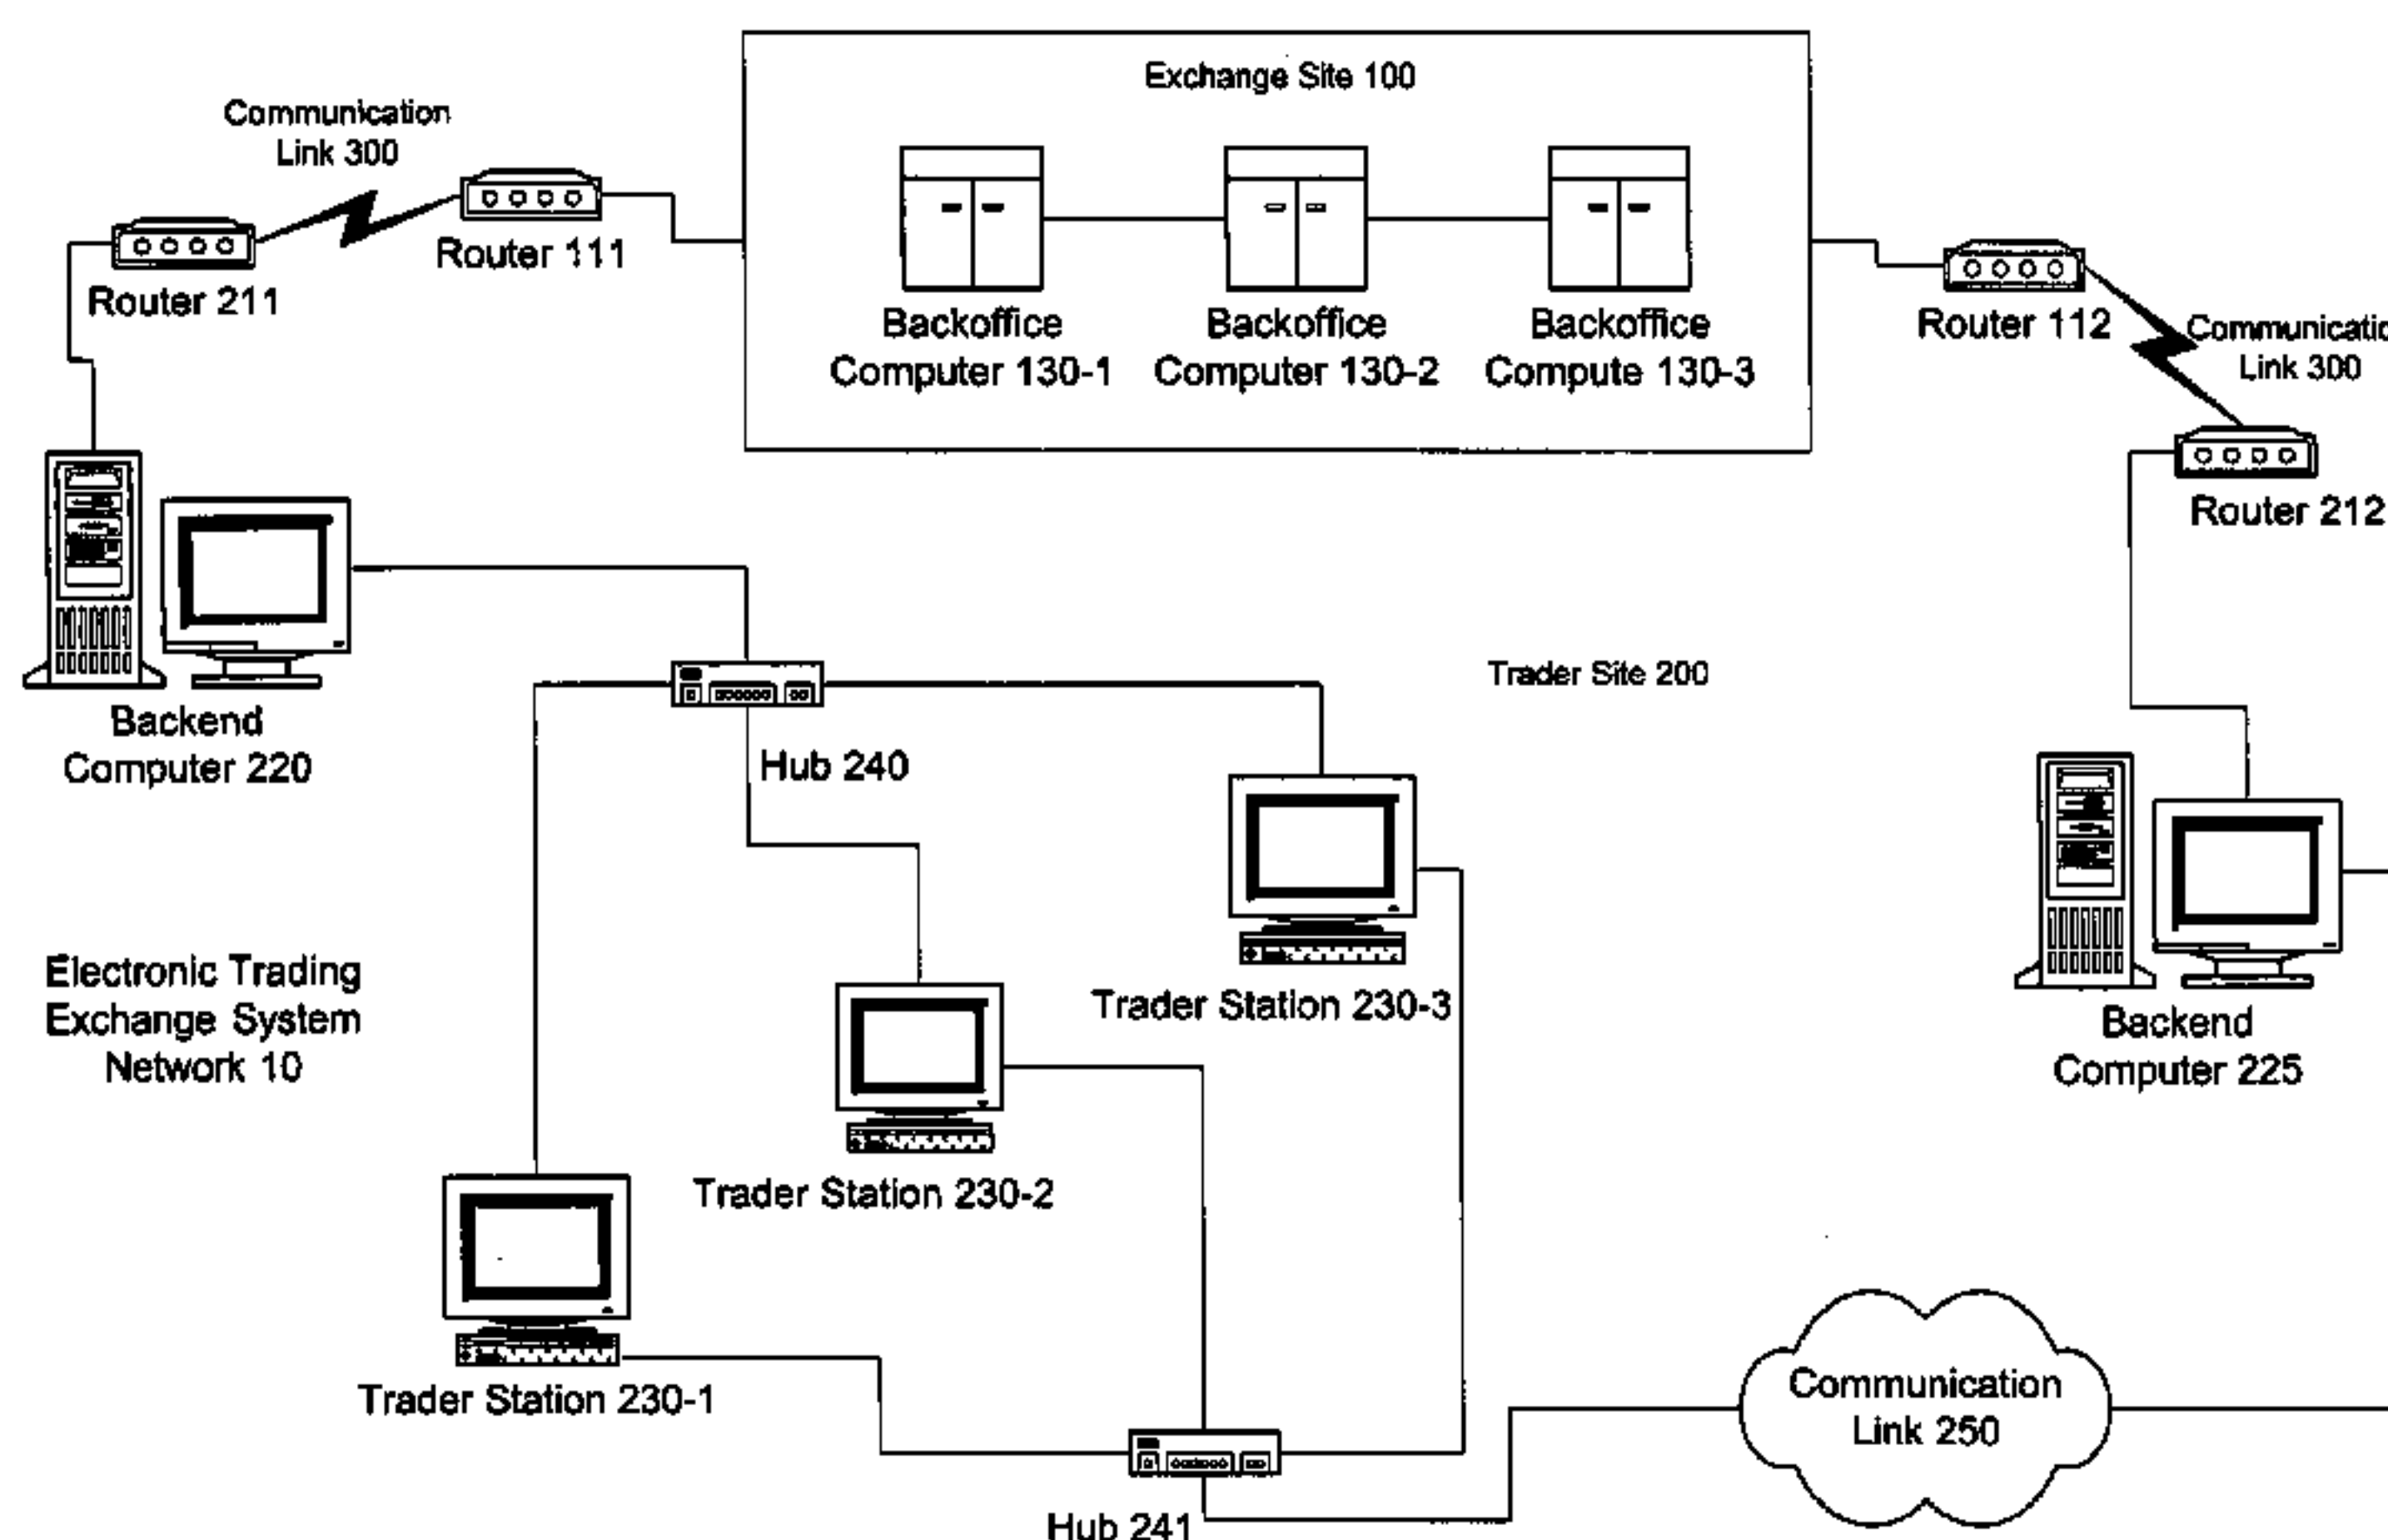 Exchange Site 100
Communication
Link 300
Router 111
Router 211
Backoffice
Computer 130-1
Backoffice
Computer 130-2
Backoffice
Compute 130-3
Router 112
Communicatio
Link 300
Router 212
Backend
Computer 220
Hub 240
Trader Site 200
Trader Station 230-3
Electronic Trading
Exchange System
Network 10
Backend
Computer 225
Trader Station 230-2
Trader Station 230-1
Communication
Link 250
Hub 241